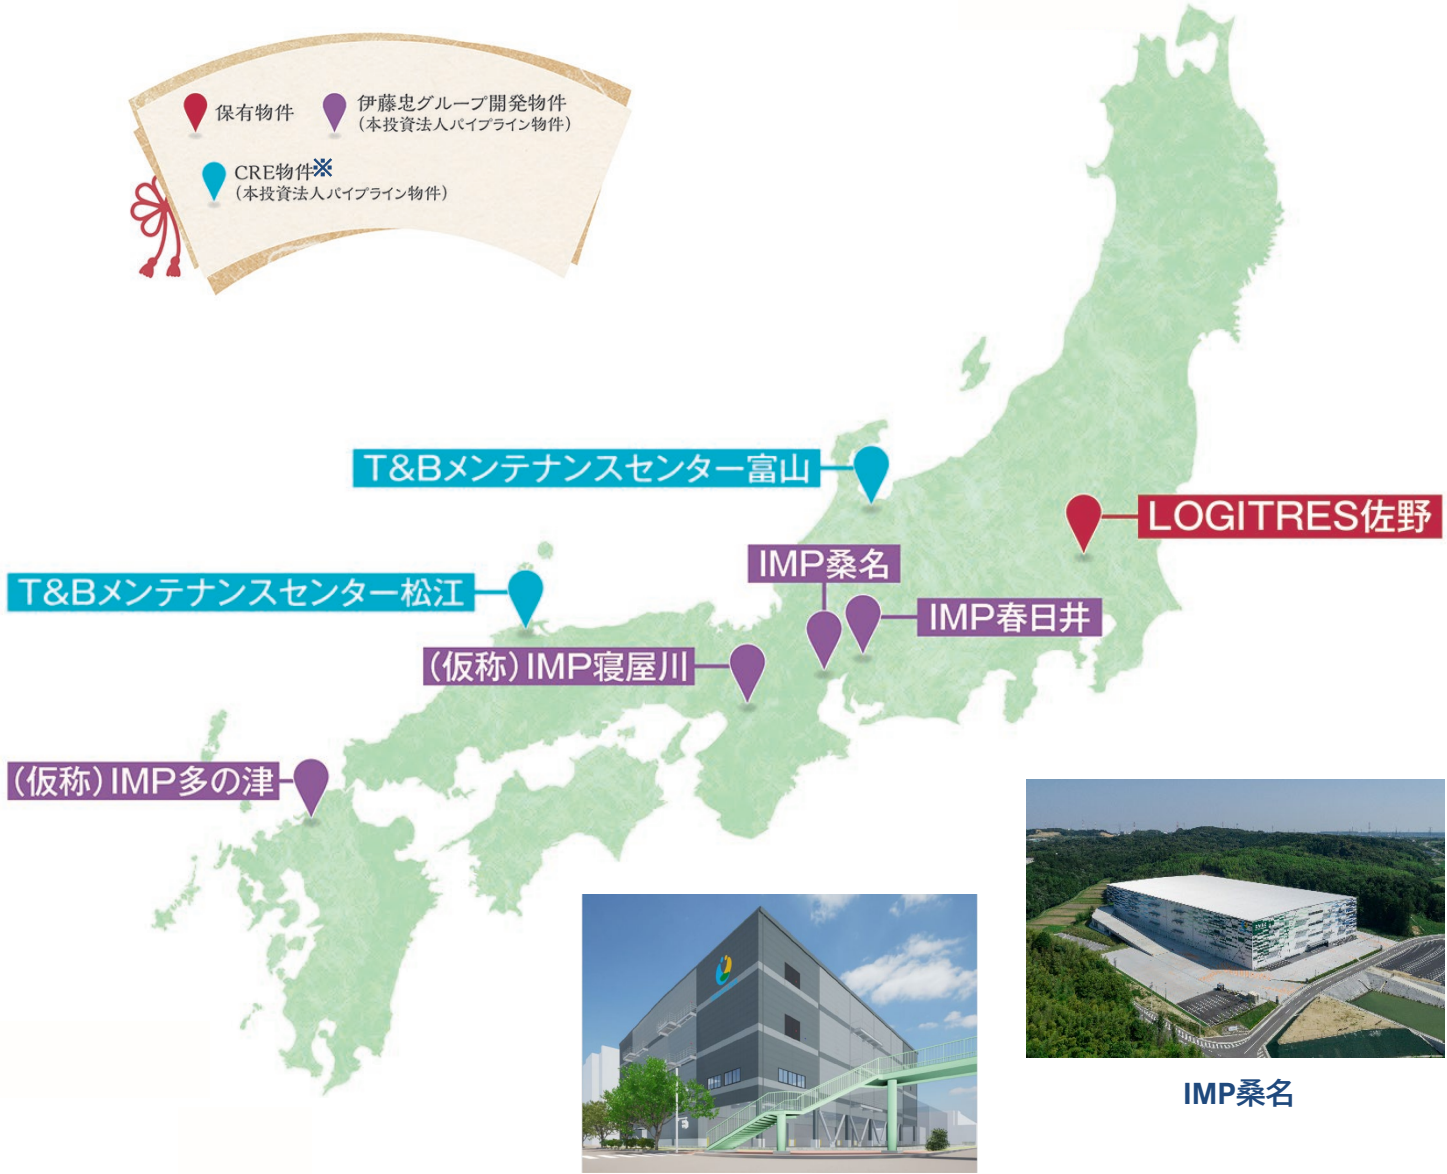 保有物件
伊藤忠グループ開発物件
（本投資法人パイプライン物件）
CRE物件※
（本投資法人パイプライン物件）
T&Bメンテナンスセンター富山
LOGITRES佐野
IMP桑名
T&Bメンテナンスセンター松江
IMP春日井
（仮称）IMP寝屋川
（仮称）IMP多の津
IMP桑名